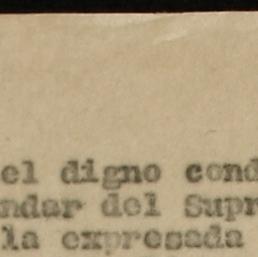 el digno cond
ndar del Supr
la expresada